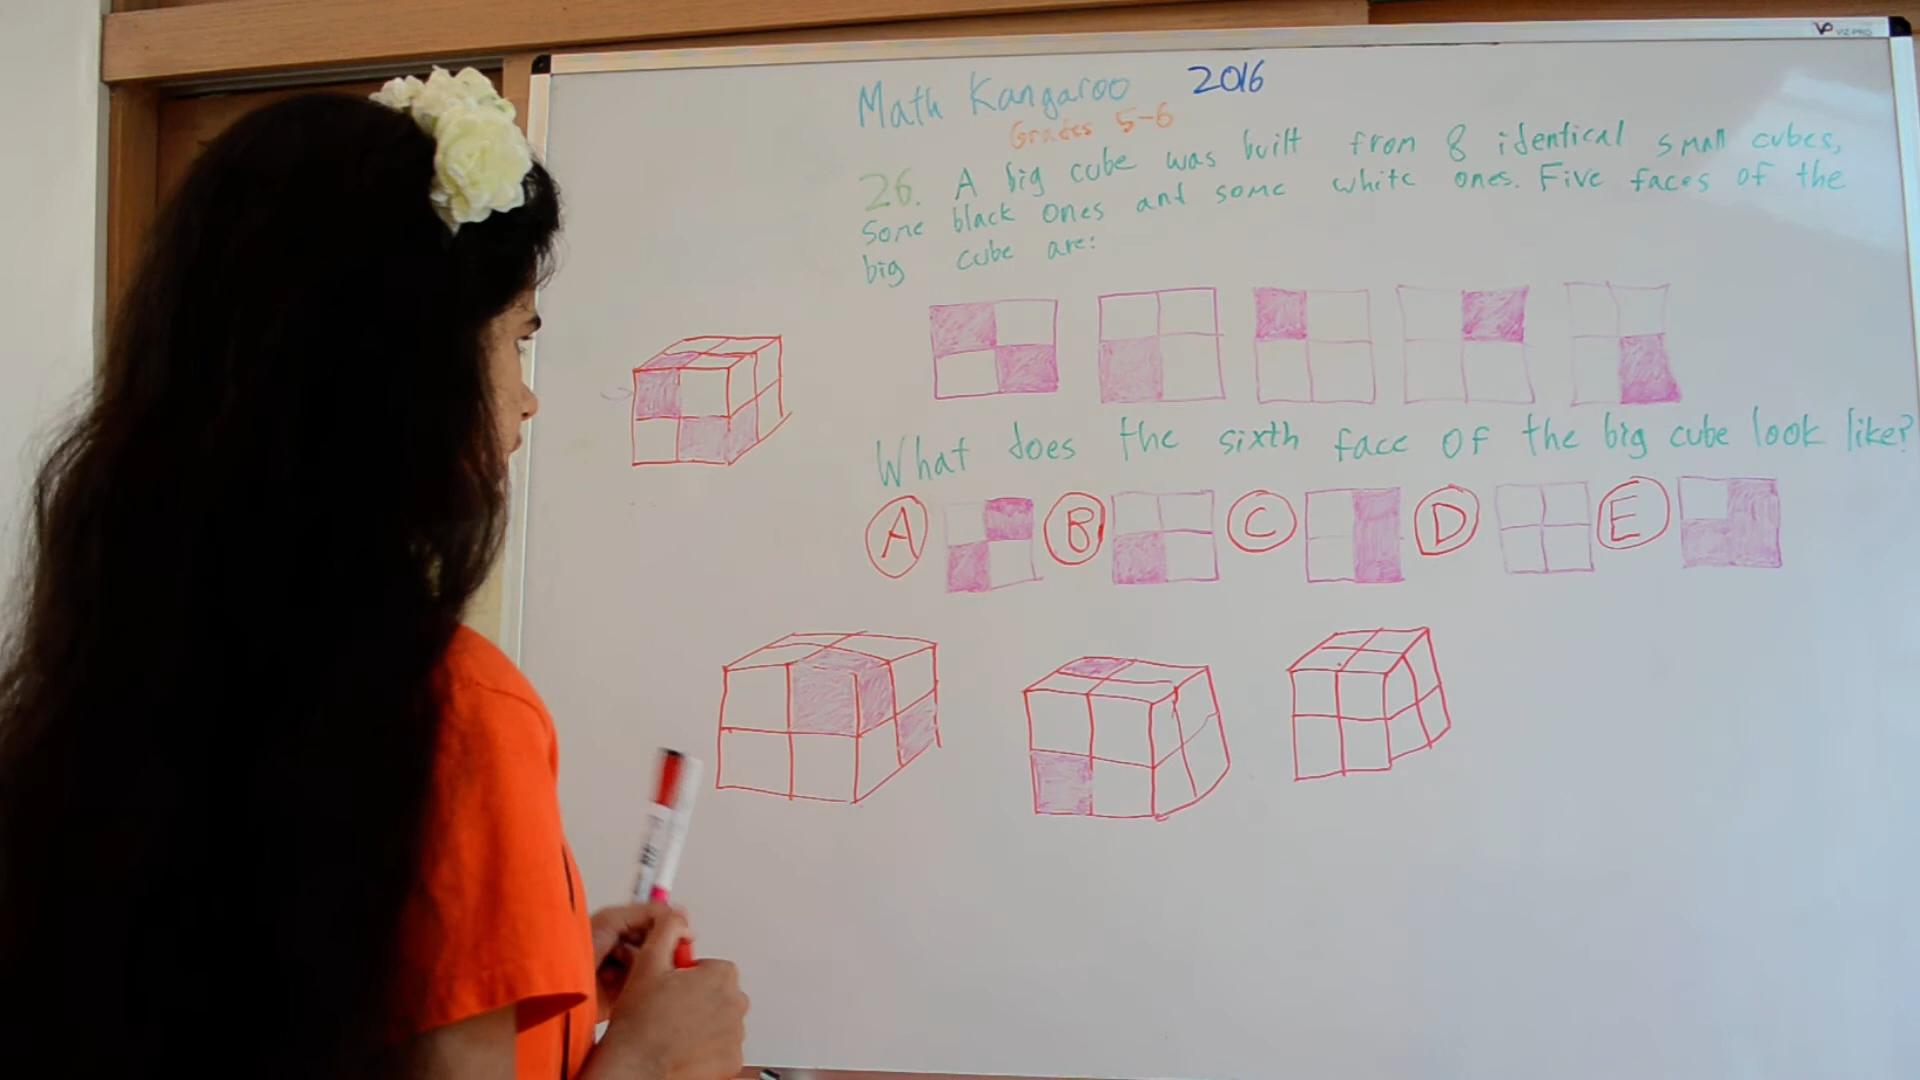 VIZ-PRO
Math Kangaroo 2016
Grades 5-6
26. A big cube was built from 8 identical small cubes,
some black ones and some white ones. Five faces of the
big cube are:
What does the sixth face of the big cube look like?
A B C D E